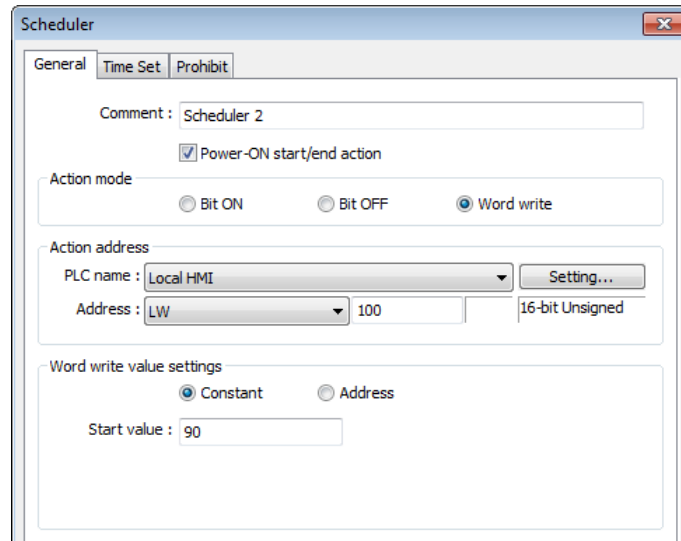 Scheduler
General Time Set Prohibit
Comment : Scheduler 2
Power-ON start/end action
Action mode
Bit ON Bit OFF Word write
Action address
PLC name : Local HMI Setting...
Address : LW 100 16-bit Unsigned
Word write value settings
Constant Address
Start value : 90